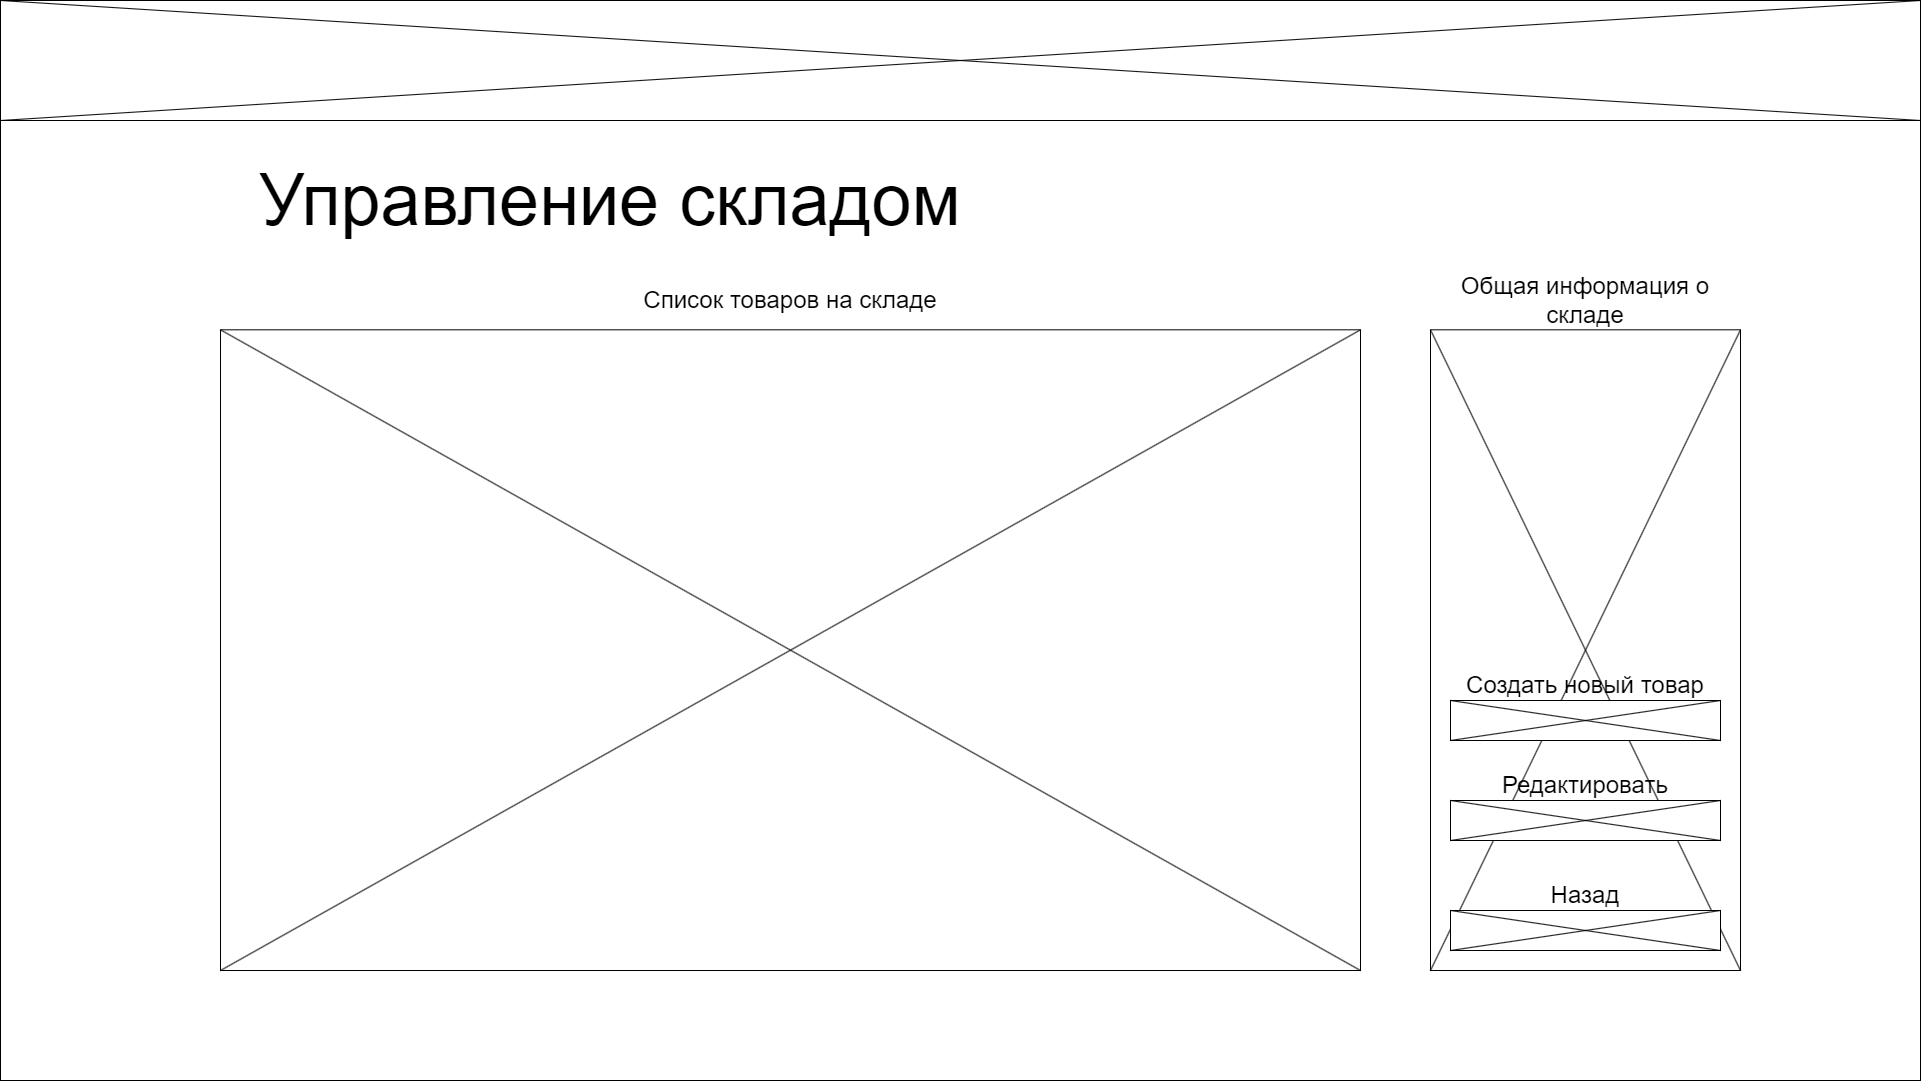 Управление складом
Список товаров на складе
Общая информация о
складе
Создать новый товар
Редактировать
Назад